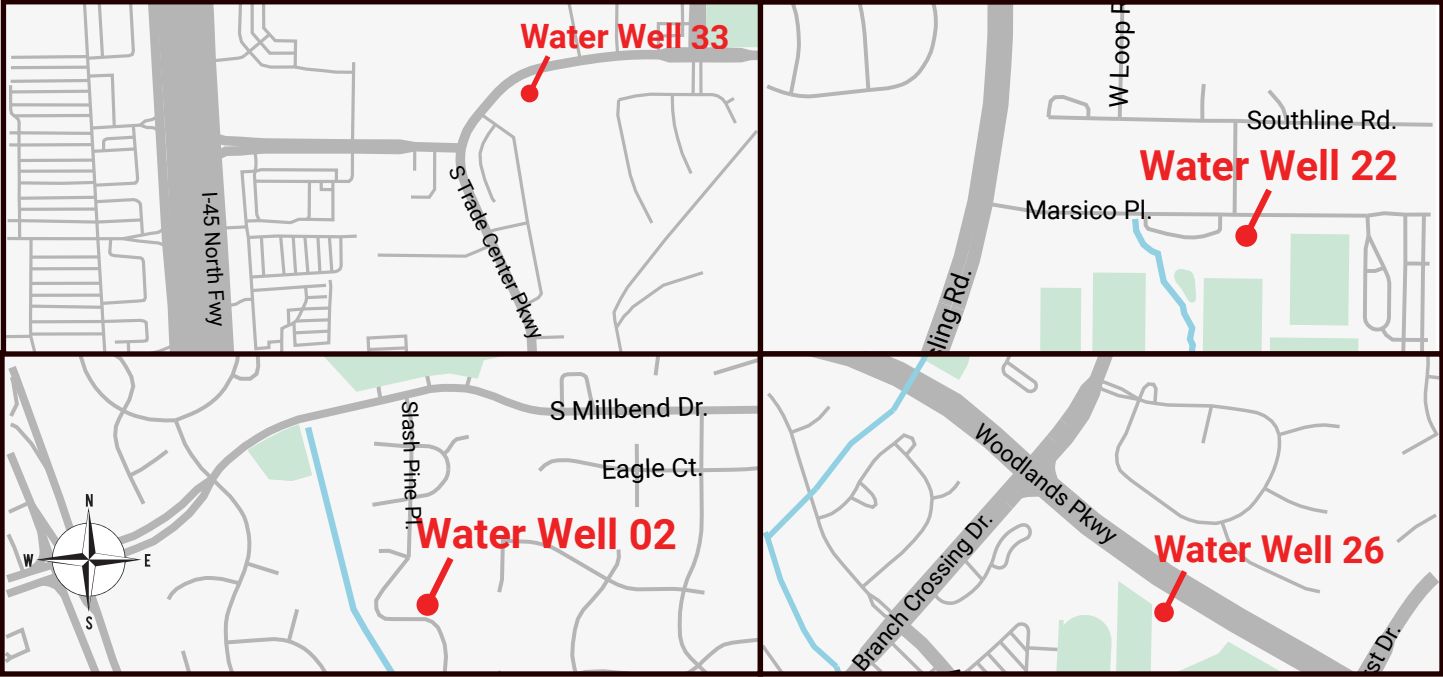 Water Well 33
I-45 North Fwy
S Trade Center Pkwy
W Loop R
Southline Rd.
Water Well 22
Marsico Pl.
sling Rd.
S Millbend Dr.
Slash Pine Pl.
Eagle Ct.
Water Well 02
N
W
E
S
Woodlands Pkwy
Branch Crossing Dr.
Water Well 26
st Dr.